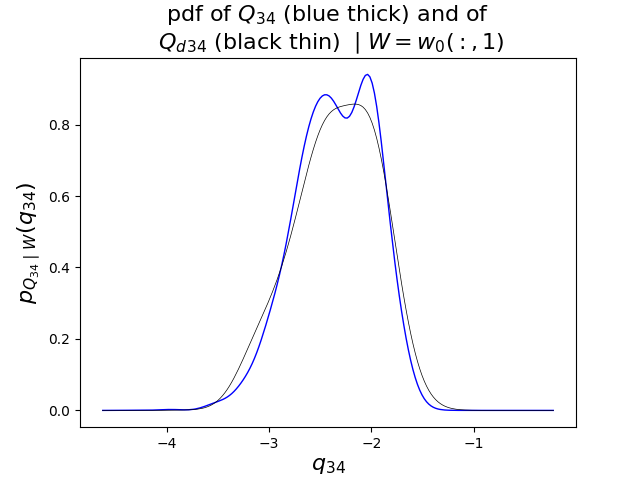 pdf of Q34 (blue thick) and of
Qd34 (black thin) | W = w0(:,1)
pQ34 | W(q34)
0.8
0.6
0.4
0.2
0.0
−4
−3
−2
−1
q34